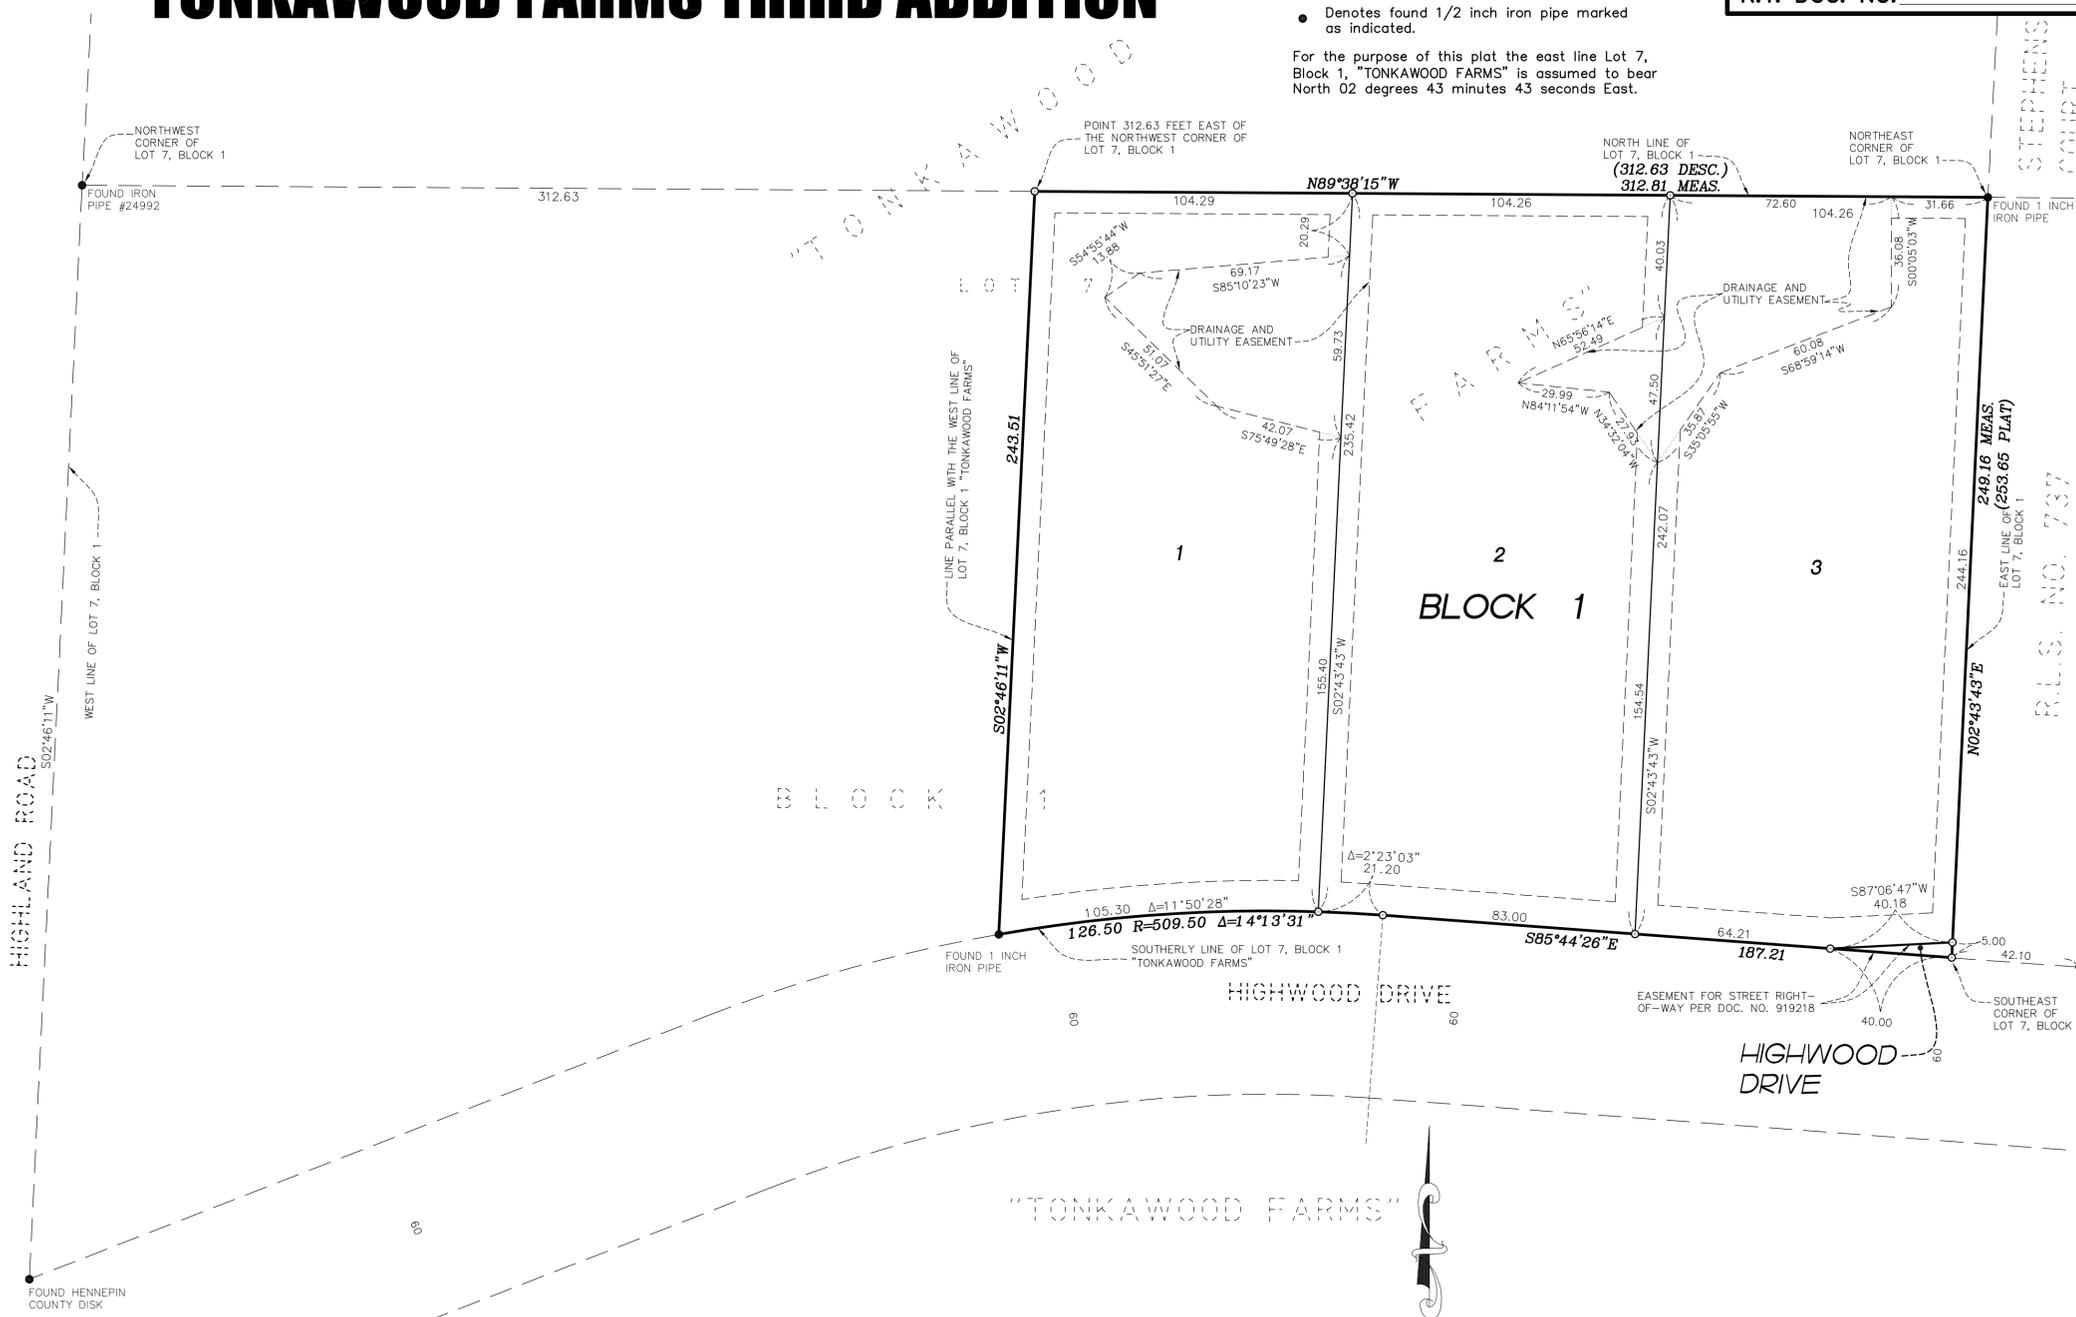 TONKAWOOD FARMS THIRD ADDITION
Denotes found 1/2 inch iron pipe marked
as indicated.
For the purpose of this plat the east line Lot 7,
Block 1, "TONKAWOOD FARMS" is assumed to bear
North 02 degrees 43 minutes 43 seconds East.
R.T. DOC. NO.
STEPHENS
COURT
"TONKAWOOD
NORTHWEST
CORNER OF
LOT 7, BLOCK 1
FOUND IRON
PIPE #24992
312.63
POINT 312.63 FEET EAST OF
THE NORTHWEST CORNER OF
LOT 7, BLOCK 1
N89°38'15"W
NORTH LINE OF
LOT 7, BLOCK 1
(312.63 DESC.)
312.81 MEAS.
NORTHEAST
CORNER OF
LOT 7, BLOCK 1
FOUND 1 INCH
IRON PIPE
104.29
104.26
72.60
104.26
31.66
20.29
S54°55'44"W
13.88
69.17
S85°10'23"W
40.03
36.08
S00°05'03"W
LOT 7
DRAINAGE AND
UTILITY EASEMENT
DRAINAGE AND
UTILITY EASEMENT
FARMS"
51.07
S45°51'27"E
59.73
N65°56'14"E
52.49
60.08
S68°59'14"W
29.99
N84°11'54"W
27.93
N34°32'04"W
47.50
35.87
S35°05'55"W
42.07
S75°49'28"E
235.42
243.51
LINE PARALLEL WITH THE WEST LINE OF
LOT 7, BLOCK 1 "TONKAWOOD FARMS"
249.16 MEAS.
(253.65 PLAT)
EAST LINE OF
LOT 7, BLOCK 1
R.L.S. NO. 737
242.07
244.16
1
2
3
BLOCK 1
WEST LINE OF LOT 7, BLOCK 1
S02°46'11"W
S02°46'11"W
155.40
S02°43'43"W
154.54
S02°43'43"W
N02°43'43"E
HIGHLAND ROAD
BLOCK 1
Δ=2°23'03"
21.20
S87°06'47"W
40.18
105.30 Δ=11°50'28"
126.50 R=509.50 Δ=14°13'31"
83.00
S85°44'26"E
64.21
187.21
5.00
42.10
FOUND 1 INCH
IRON PIPE
SOUTHERLY LINE OF LOT 7, BLOCK 1
"TONKAWOOD FARMS"
HIGHWOOD DRIVE
60
60
EASEMENT FOR STREET RIGHT-
OF-WAY PER DOC. NO. 919218
40.00
SOUTHEAST
CORNER OF
LOT 7, BLOCK
HIGHWOOD
DRIVE
60
"TONKAWOOD FARMS"
60
FOUND HENNEPIN
COUNTY DISK